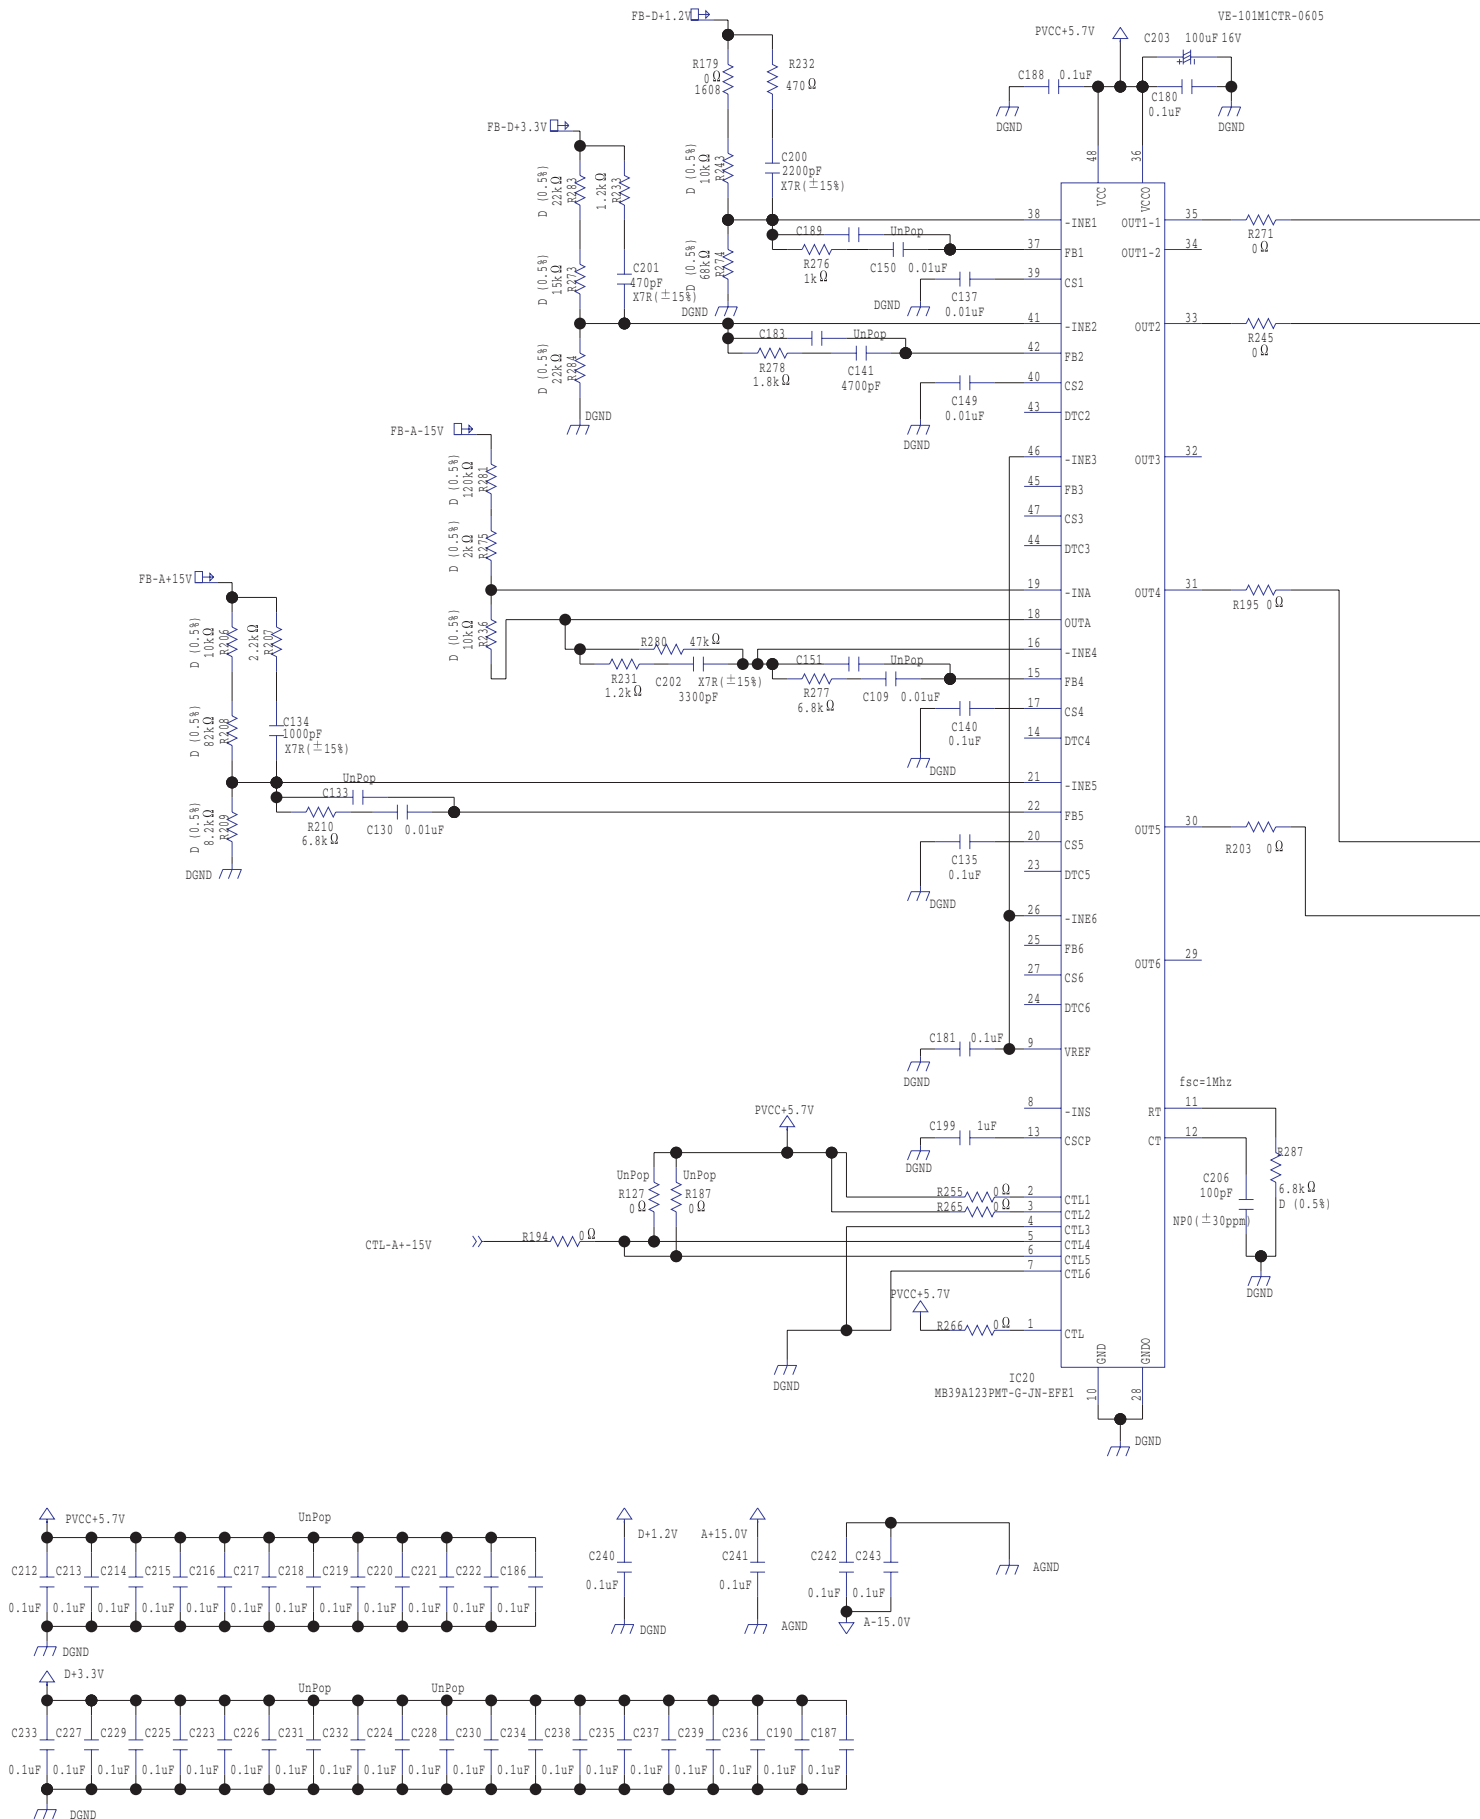 FB-D+1.2V
VE-101M1CTR-0605
PVCC+5.7V
C203 100uF 16V
R179
0Ω
1608
R232
470Ω
C188 0.1uF
C180
0.1uF
DGND
DGND
FB-D+3.3V
D (0.5%)
22kΩ
R283
1.2kΩ
R233
D (0.5%)
10kΩ
R243
C200
2200pF
X7R(±15%)
48
36
VCC
VCCO
38
-INE1
OUT1-1
35
R271
0Ω
C189
UnPop
37
FB1
OUT1-2
34
R276
1kΩ
C150 0.01uF
D (0.5%)
68kΩ
R274
D (0.5%)
15kΩ
R273
C201
470pF
X7R(±15%)
DGND
39
CS1
DGND
C137
0.01uF
41
-INE2
OUT2
33
R245
0Ω
C183
UnPop
42
FB2
R278
1.8kΩ
C141
4700pF
D (0.5%)
22kΩ
R284
DGND
40
CS2
C149
0.01uF
DGND
43
DTC2
FB-A-15V
46
-INE3
OUT3
32
D (0.5%)
120kΩ
R281
45
FB3
47
CS3
D (0.5%)
2kΩ
R275
44
DTC3
FB-A+15V
19
-INA
OUT4
31
R195 0Ω
D (0.5%)
10kΩ
R206
2.2kΩ
R207
D (0.5%)
10kΩ
R236
18
OUTA
R280 47kΩ
16
-INE4
R231
1.2kΩ
C202
X7R(±15%)
3300pF
C151
UnPop
15
FB4
R277
6.8kΩ
C109 0.01uF
17
CS4
C140
0.1uF
DGND
14
DTC4
D (0.5%)
82kΩ
R208
C134
1000pF
X7R(±15%)
21
-INE5
UnPop
C133
22
FB5
R210
6.8kΩ
C130 0.01uF
D (0.5%)
8.2kΩ
R209
DGND
OUT5
30
R203 0Ω
20
CS5
C135
0.1uF
DGND
23
DTC5
26
-INE6
25
FB6
OUT6
29
27
CS6
24
DTC6
C181 0.1uF
9
VREF
DGND
fsc=1Mhz
8
-INS
RT
11
C199 1uF
13
CSCP
CT
12
DGND
R287
6.8kΩ
D (0.5%)
C206
100pF
NP0(±30ppm)
DGND
PVCC+5.7V
UnPop
R127
0Ω
UnPop
R187
0Ω
R255 0Ω
2
CTL1
R265 0Ω
3
CTL2
4
CTL3
CTL-A+-15V
R194 0Ω
5
CTL4
6
CTL5
7
CTL6
PVCC+5.7V
R266 0Ω
1
CTL
DGND
GND
GNDO
IC20
MB39A123PMT-G-JN-EFE1
10
28
DGND
PVCC+5.7V
UnPop
C212 C213 C214 C215 C216 C217 C218 C219 C220 C221 C222 C186
0.1uF 0.1uF 0.1uF 0.1uF 0.1uF 0.1uF 0.1uF 0.1uF 0.1uF 0.1uF 0.1uF 0.1uF
DGND
D+1.2V
C240
0.1uF
DGND
A+15.0V
C241
0.1uF
AGND
C242 C243
0.1uF 0.1uF
A-15.0V
AGND
D+3.3V
UnPop
UnPop
C233 C227 C229 C225 C223 C226 C231 C232 C224 C228 C230 C234 C238 C235 C237 C239 C236 C190 C187
0.1uF 0.1uF 0.1uF 0.1uF 0.1uF 0.1uF 0.1uF 0.1uF 0.1uF 0.1uF 0.1uF 0.1uF 0.1uF 0.1uF 0.1uF 0.1uF 0.1uF 0.1uF 0.1uF
DGND